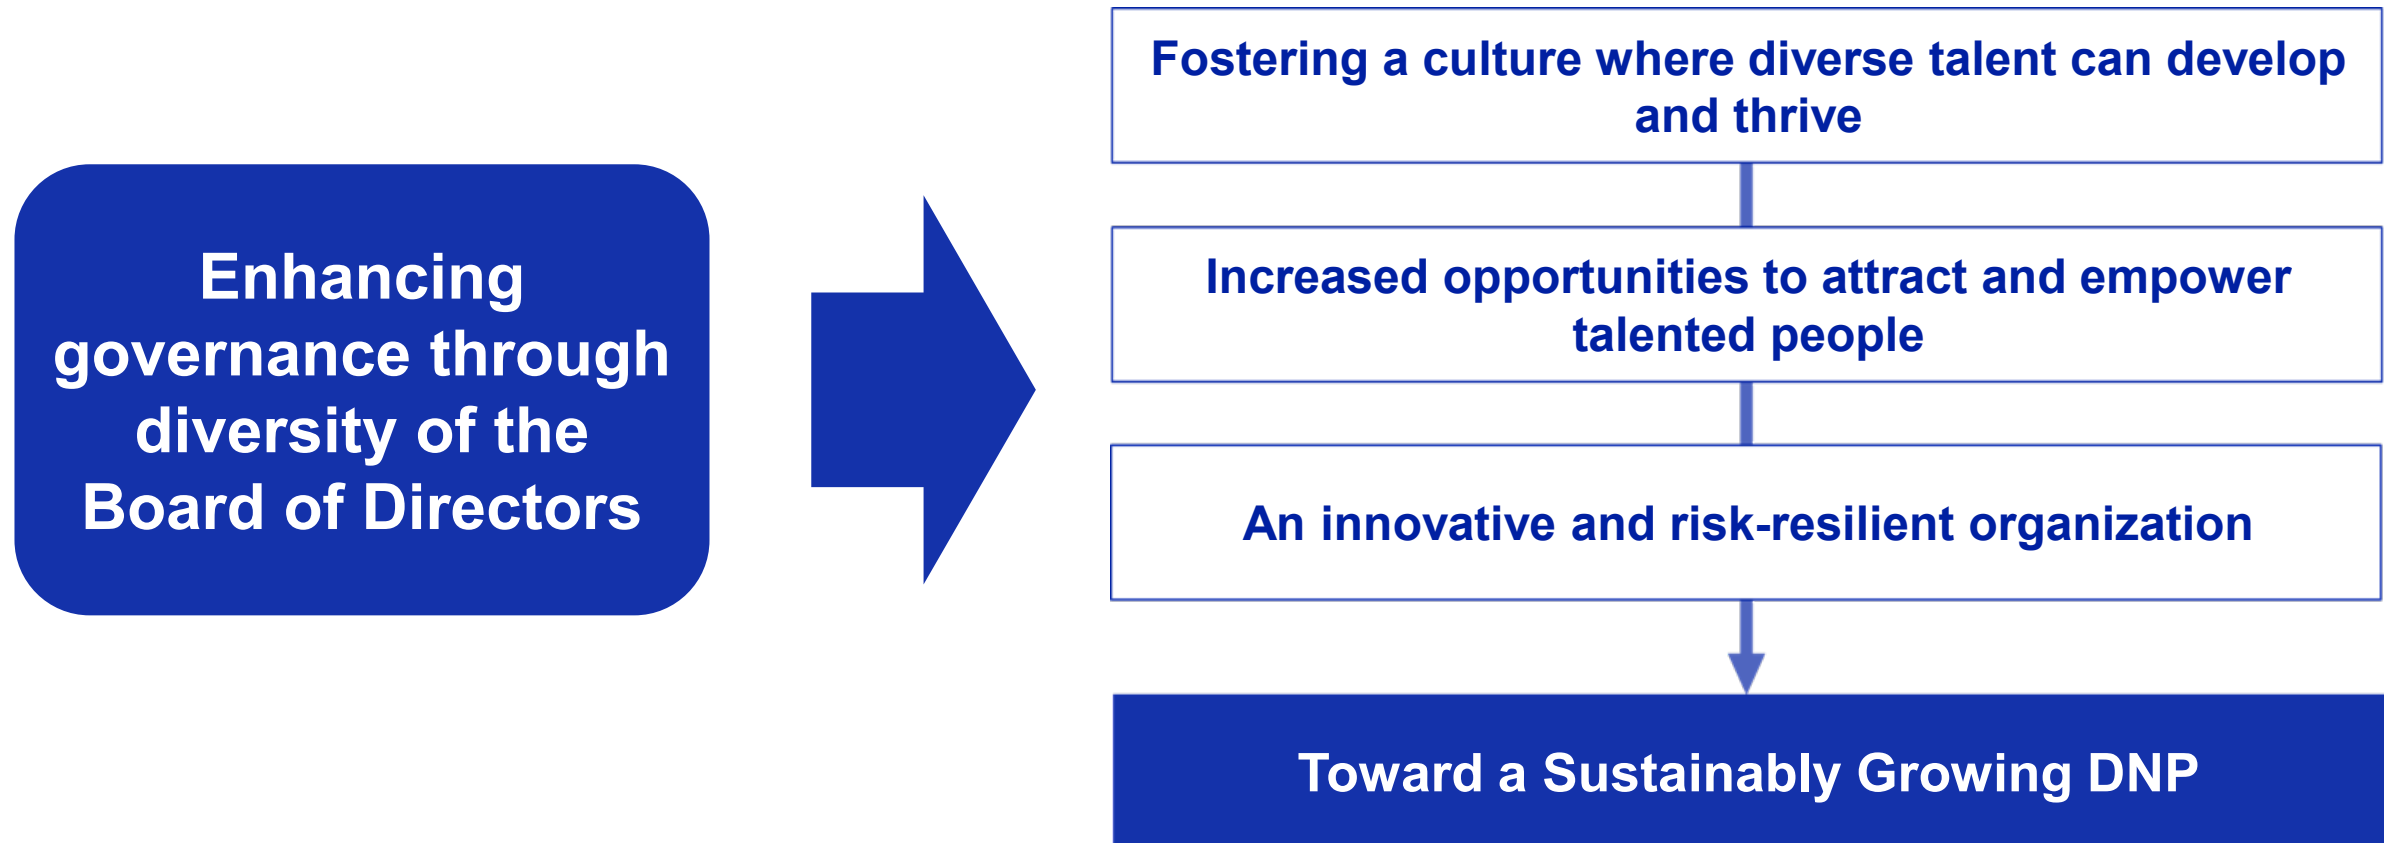 Enhancing
governance through
diversity of the
Board of Directors
Fostering a culture where diverse talent can develop
and thrive
Increased opportunities to attract and empower
talented people
An innovative and risk-resilient organization
Toward a Sustainably Growing DNP